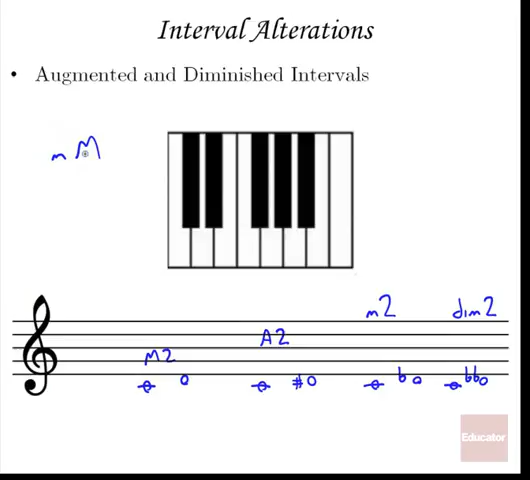 Interval Alterations
• Augmented and Diminished Intervals
m M
M2 A2 m2 dim2
Educator